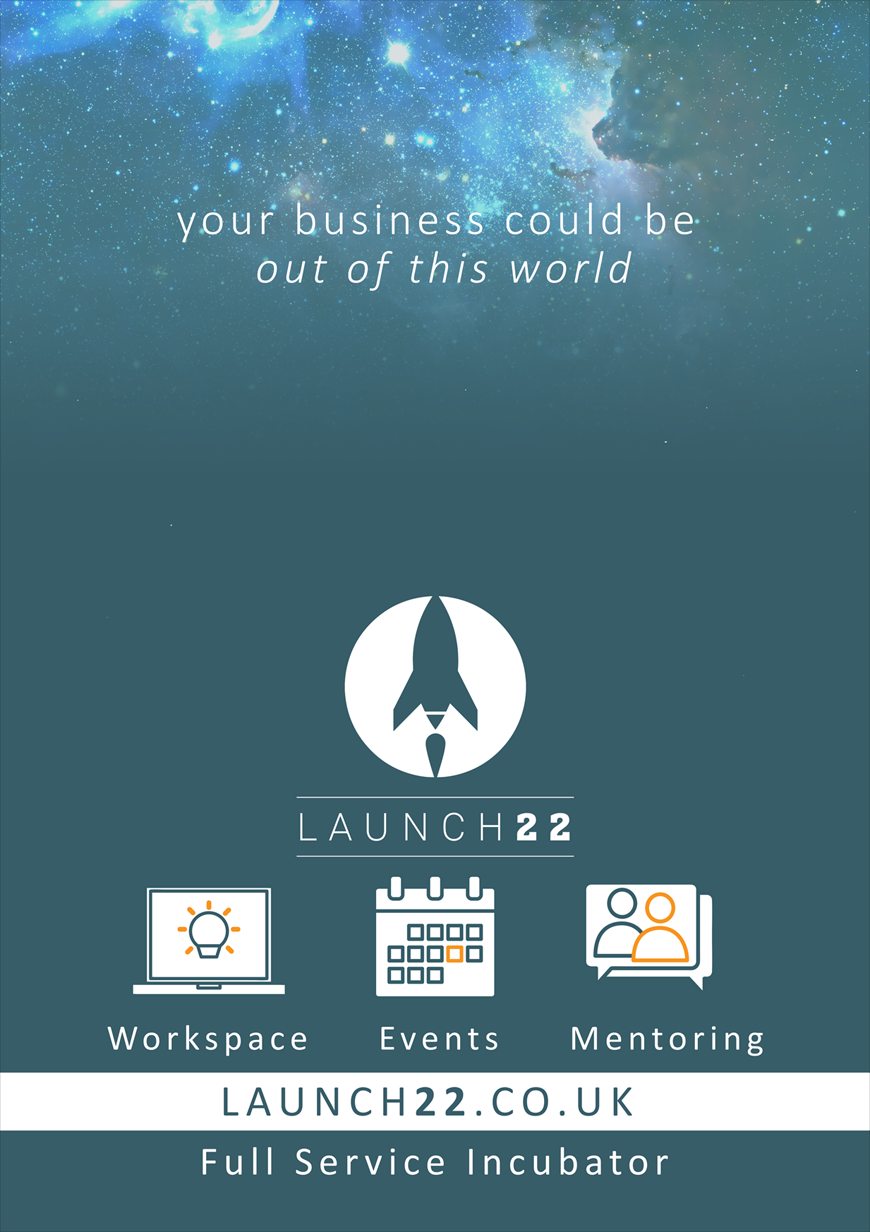 your business could be
out of this world
LAUNCH22
Workspace Events Mentoring
LAUNCH22.CO.UK
Full Service Incubator